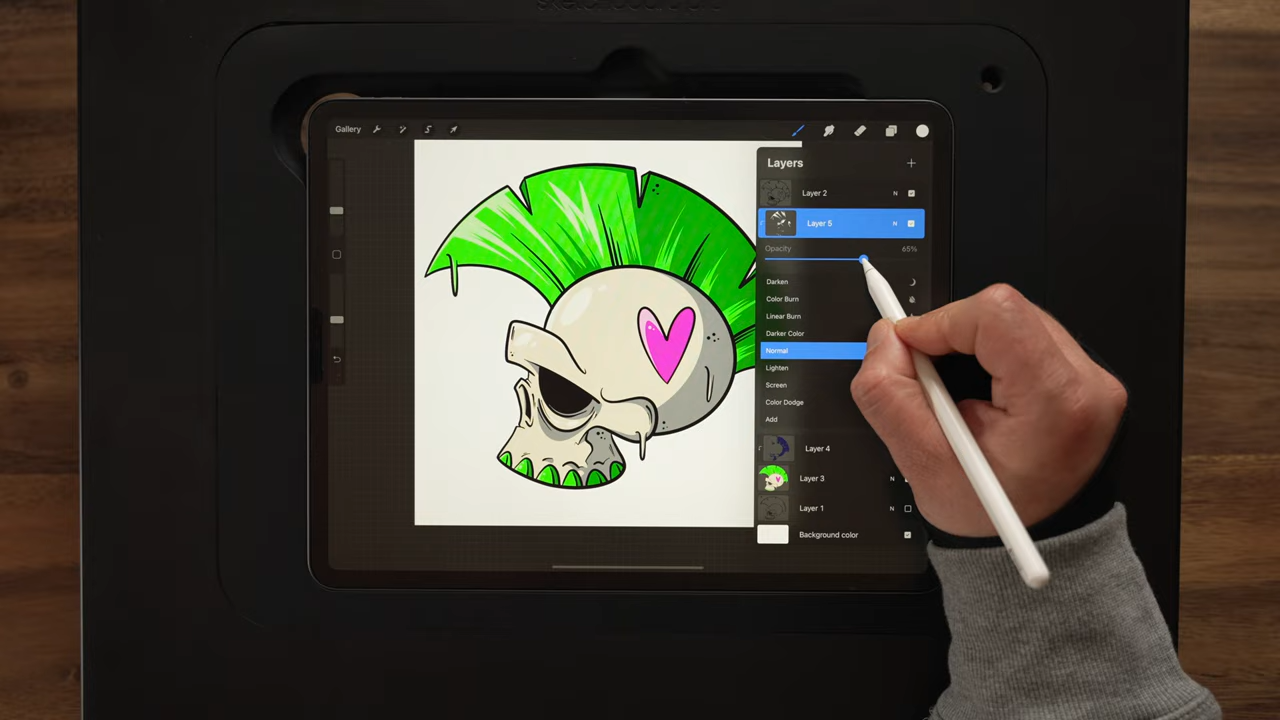 Gallery
Layers
Layer 2 N
Layer 5 N
Opacity 65%
Darken
Color Burn
Linear Burn
Darker Color
Normal
Lighten
Screen
Color Dodge
Add
Layer 4
Layer 3 N
Layer 1 N
Background color